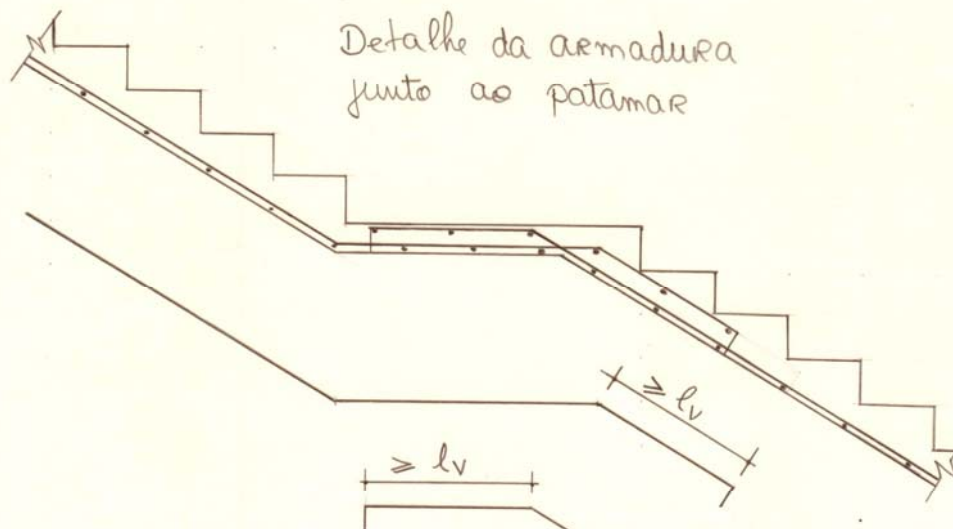 Detalhe da armadura
junto ao patamar
≥ lv
≥ lv